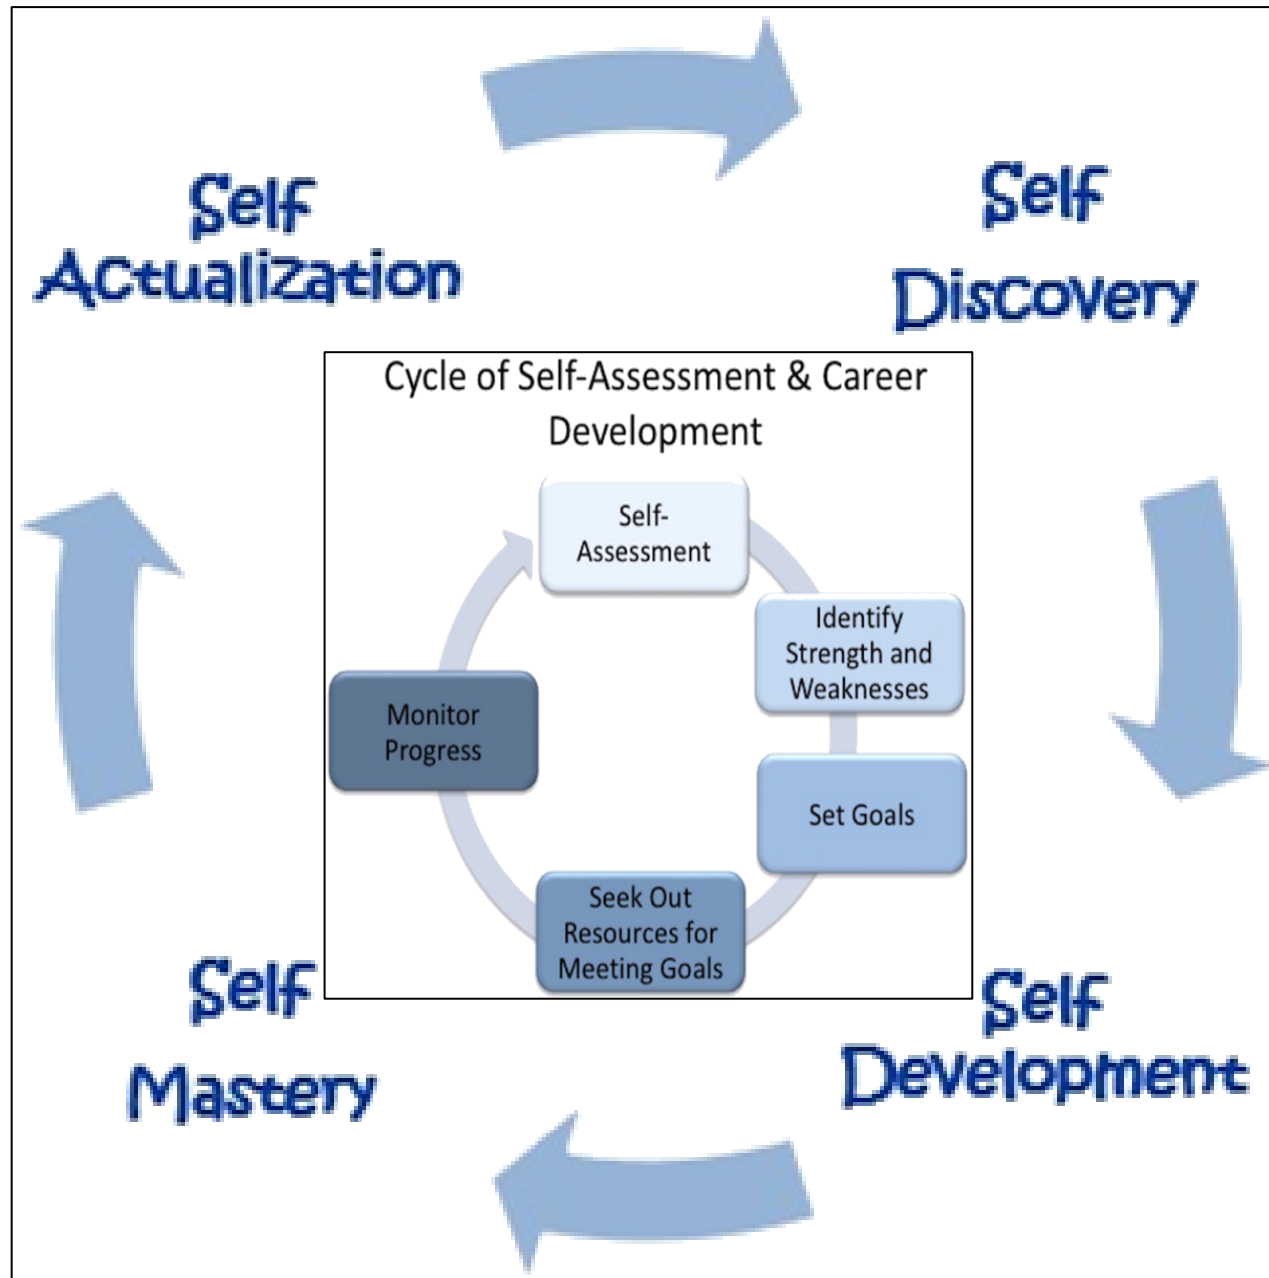 Self
Actualization
Self
Discovery
Cycle of Self-Assessment & Career
Development
Self-
Assessment
Identify
Strength and
Weaknesses
Set Goals
Seek Out
Resources for
Meeting Goals
Monitor
Progress
Self
Development
Self
Mastery